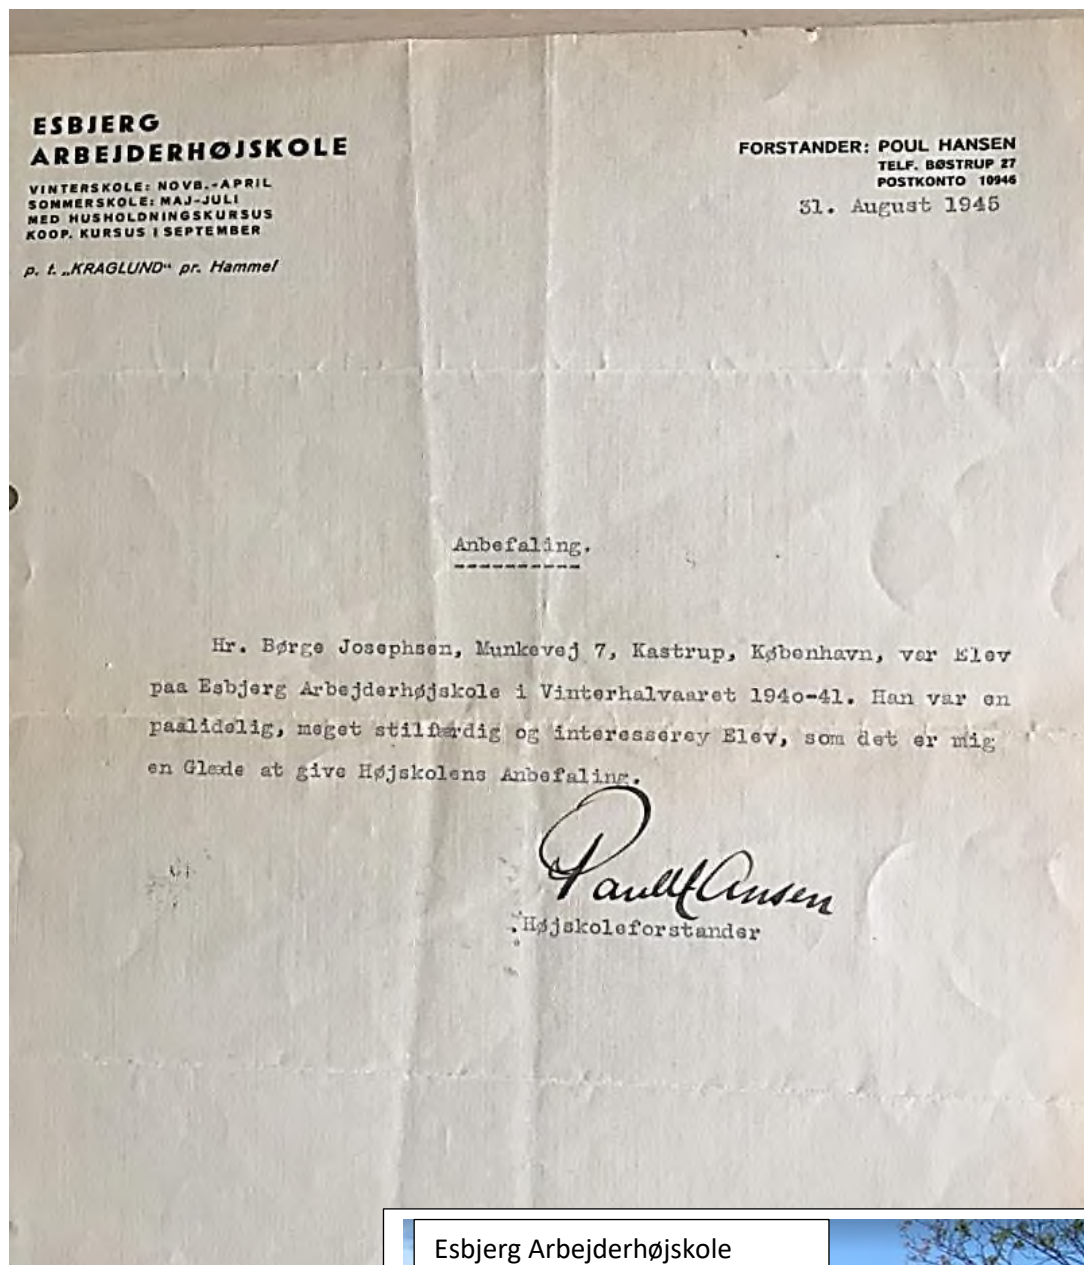 ESBJERG
ARBEJDERHØJSKOLE
VINTERSKOLE: NOVB.-APRIL
SOMMERSKOLE: MAJ-JULI
MED HUSHOLDNINGSKURSUS
KOOP. KURSUS I SEPTEMBER
p. t. „KRAGLUND“ pr. Hammel
FORSTANDER: POUL HANSEN
TELF. BØSTRUP 27
POSTKONTO 10946
31. August 1945
Anbefaling.
Hr. Børge Josephsen, Munkevej 7, Kastrup, København, var Elev
paa Esbjerg Arbejderhøjskole i Vinterhalvaaret 194o-41. Han var en
paalidelig, meget stilfærdig og interesserey Elev, som det er mig
en Glæde at give Højskolens Anbefaling.
Poul Hansen
Højskoleforstander
Esbjerg Arbejderhøjskole